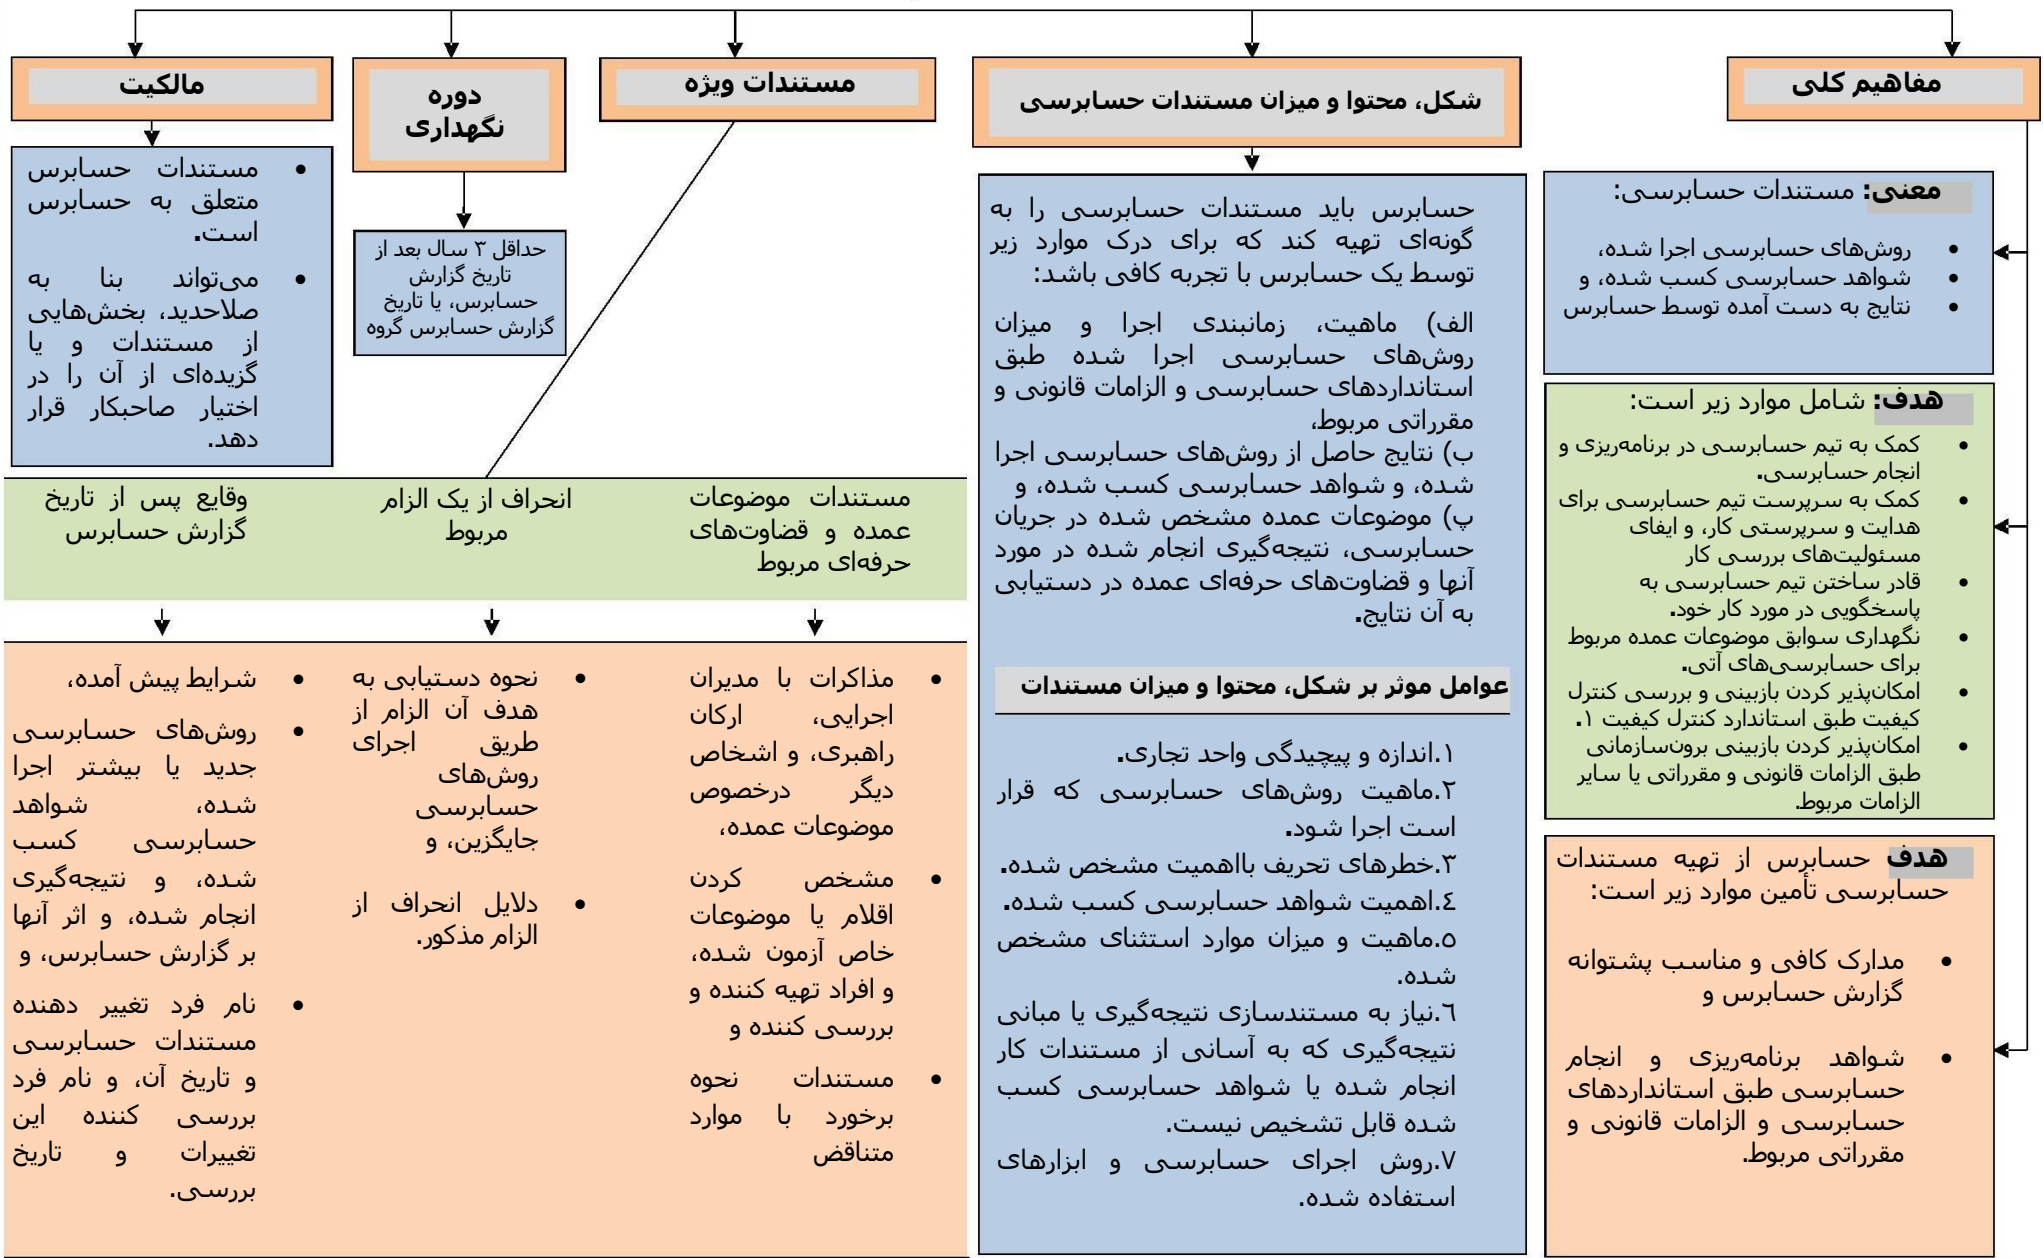 مفاهیم کلی
معنی: مستندات حسابرسی:
• روش‌های حسابرسی اجرا شده،
• شواهد حسابرسی کسب شده، و
• نتایج به دست آمده توسط حسابرس
هدف: شامل موارد زیر است:
• کمک به تیم حسابرسی در برنامه‌ریزی و
انجام حسابرسی.
• کمک به سرپرست تیم حسابرسی برای
هدایت و سرپرستی کار، و ایفای
مسئولیت‌های بررسی کار
• قادر ساختن تیم حسابرسی به
پاسخگویی در مورد کار خود.
• نگهداری سوابق موضوعات عمده مربوط
برای حسابرسی‌های آتی.
• امکان‌پذیر کردن بازبینی و بررسی کنترل
کیفیت طبق استاندارد کنترل کیفیت ۱.
• امکان‌پذیر کردن بازبینی برون‌سازمانی
طبق الزامات قانونی و مقرراتی یا سایر
الزامات مربوط.
هدف حسابرس از تهیه مستندات
حسابرسی تأمین موارد زیر است:
• مدارک کافی و مناسب پشتوانه
گزارش حسابرس و
• شواهد برنامه‌ریزی و انجام
حسابرسی طبق استانداردهای
حسابرسی و الزامات قانونی و
مقرراتی مربوط.
شکل، محتوا و میزان مستندات حسابرسی
حسابرس باید مستندات حسابرسی را به
گونه‌ای تهیه کند که برای درک موارد زیر
توسط یک حسابرس با تجربه کافی باشد:
الف) ماهیت، زمانبندی اجرا و میزان
روش‌های حسابرسی اجرا شده طبق
استانداردهای حسابرسی و الزامات قانونی و
مقرراتی مربوط،
ب) نتایج حاصل از روش‌های حسابرسی اجرا
شده، و شواهد حسابرسی کسب شده، و
پ) موضوعات عمده مشخص شده در جریان
حسابرسی، نتیجه‌گیری انجام شده در مورد
آنها و قضاوت‌های حرفه‌ای عمده در دستیابی
به آن نتایج.
عوامل موثر بر شکل، محتوا و میزان مستندات
۱.اندازه و پیچیدگی واحد تجاری.
۲.ماهیت روش‌های حسابرسی که قرار
است اجرا شود.
۳.خطرهای تحریف بااهمیت مشخص شده.
٤.اهمیت شواهد حسابرسی کسب شده.
٥.ماهیت و میزان موارد استثنای مشخص
شده.
٦.نیاز به مستندسازی نتیجه‌گیری یا مبانی
نتیجه‌گیری که به آسانی از مستندات کار
انجام شده یا شواهد حسابرسی کسب
شده قابل تشخیص نیست.
۷.روش اجرای حسابرسی و ابزارهای
استفاده شده.
مستندات ویژه
مستندات موضوعات
عمده و قضاوت‌های
حرفه‌ای مربوط
• مذاکرات با مدیران
اجرایی، ارکان
راهبری، و اشخاص
دیگر درخصوص
موضوعات عمده،
• مشخص کردن
اقلام یا موضوعات
خاص آزمون شده،
و افراد تهیه کننده و
بررسی کننده و
• مستندات نحوه
برخورد با موارد
متناقض
انحراف از یک الزام
مربوط
• نحوه دستیابی به
هدف آن الزام از
طریق اجرای
روش‌های
حسابرسی
جایگزین، و
• دلایل انحراف از
الزام مذکور.
وقایع پس از تاریخ
گزارش حسابرس
• شرایط پیش آمده،
• روش‌های حسابرسی
جدید یا بیشتر اجرا
شده، شواهد
حسابرسی کسب
شده، و نتیجه‌گیری
انجام شده، و اثر آنها
بر گزارش حسابرس، و
• نام فرد تغییر دهنده
مستندات حسابرسی
و تاریخ آن، و نام فرد
بررسی کننده این
تغییرات و تاریخ
بررسی.
دوره
نگهداری
حداقل ۳ سال بعد از
تاریخ گزارش
حسابرس، یا تاریخ
گزارش حسابرس گروه
مالکیت
• مستندات حسابرس
متعلق به حسابرس
است.
• می‌تواند بنا به
صلاحدید، بخش‌هایی
از مستندات و یا
گزیده‌ای از آن را در
اختیار صاحبکار قرار
دهد.